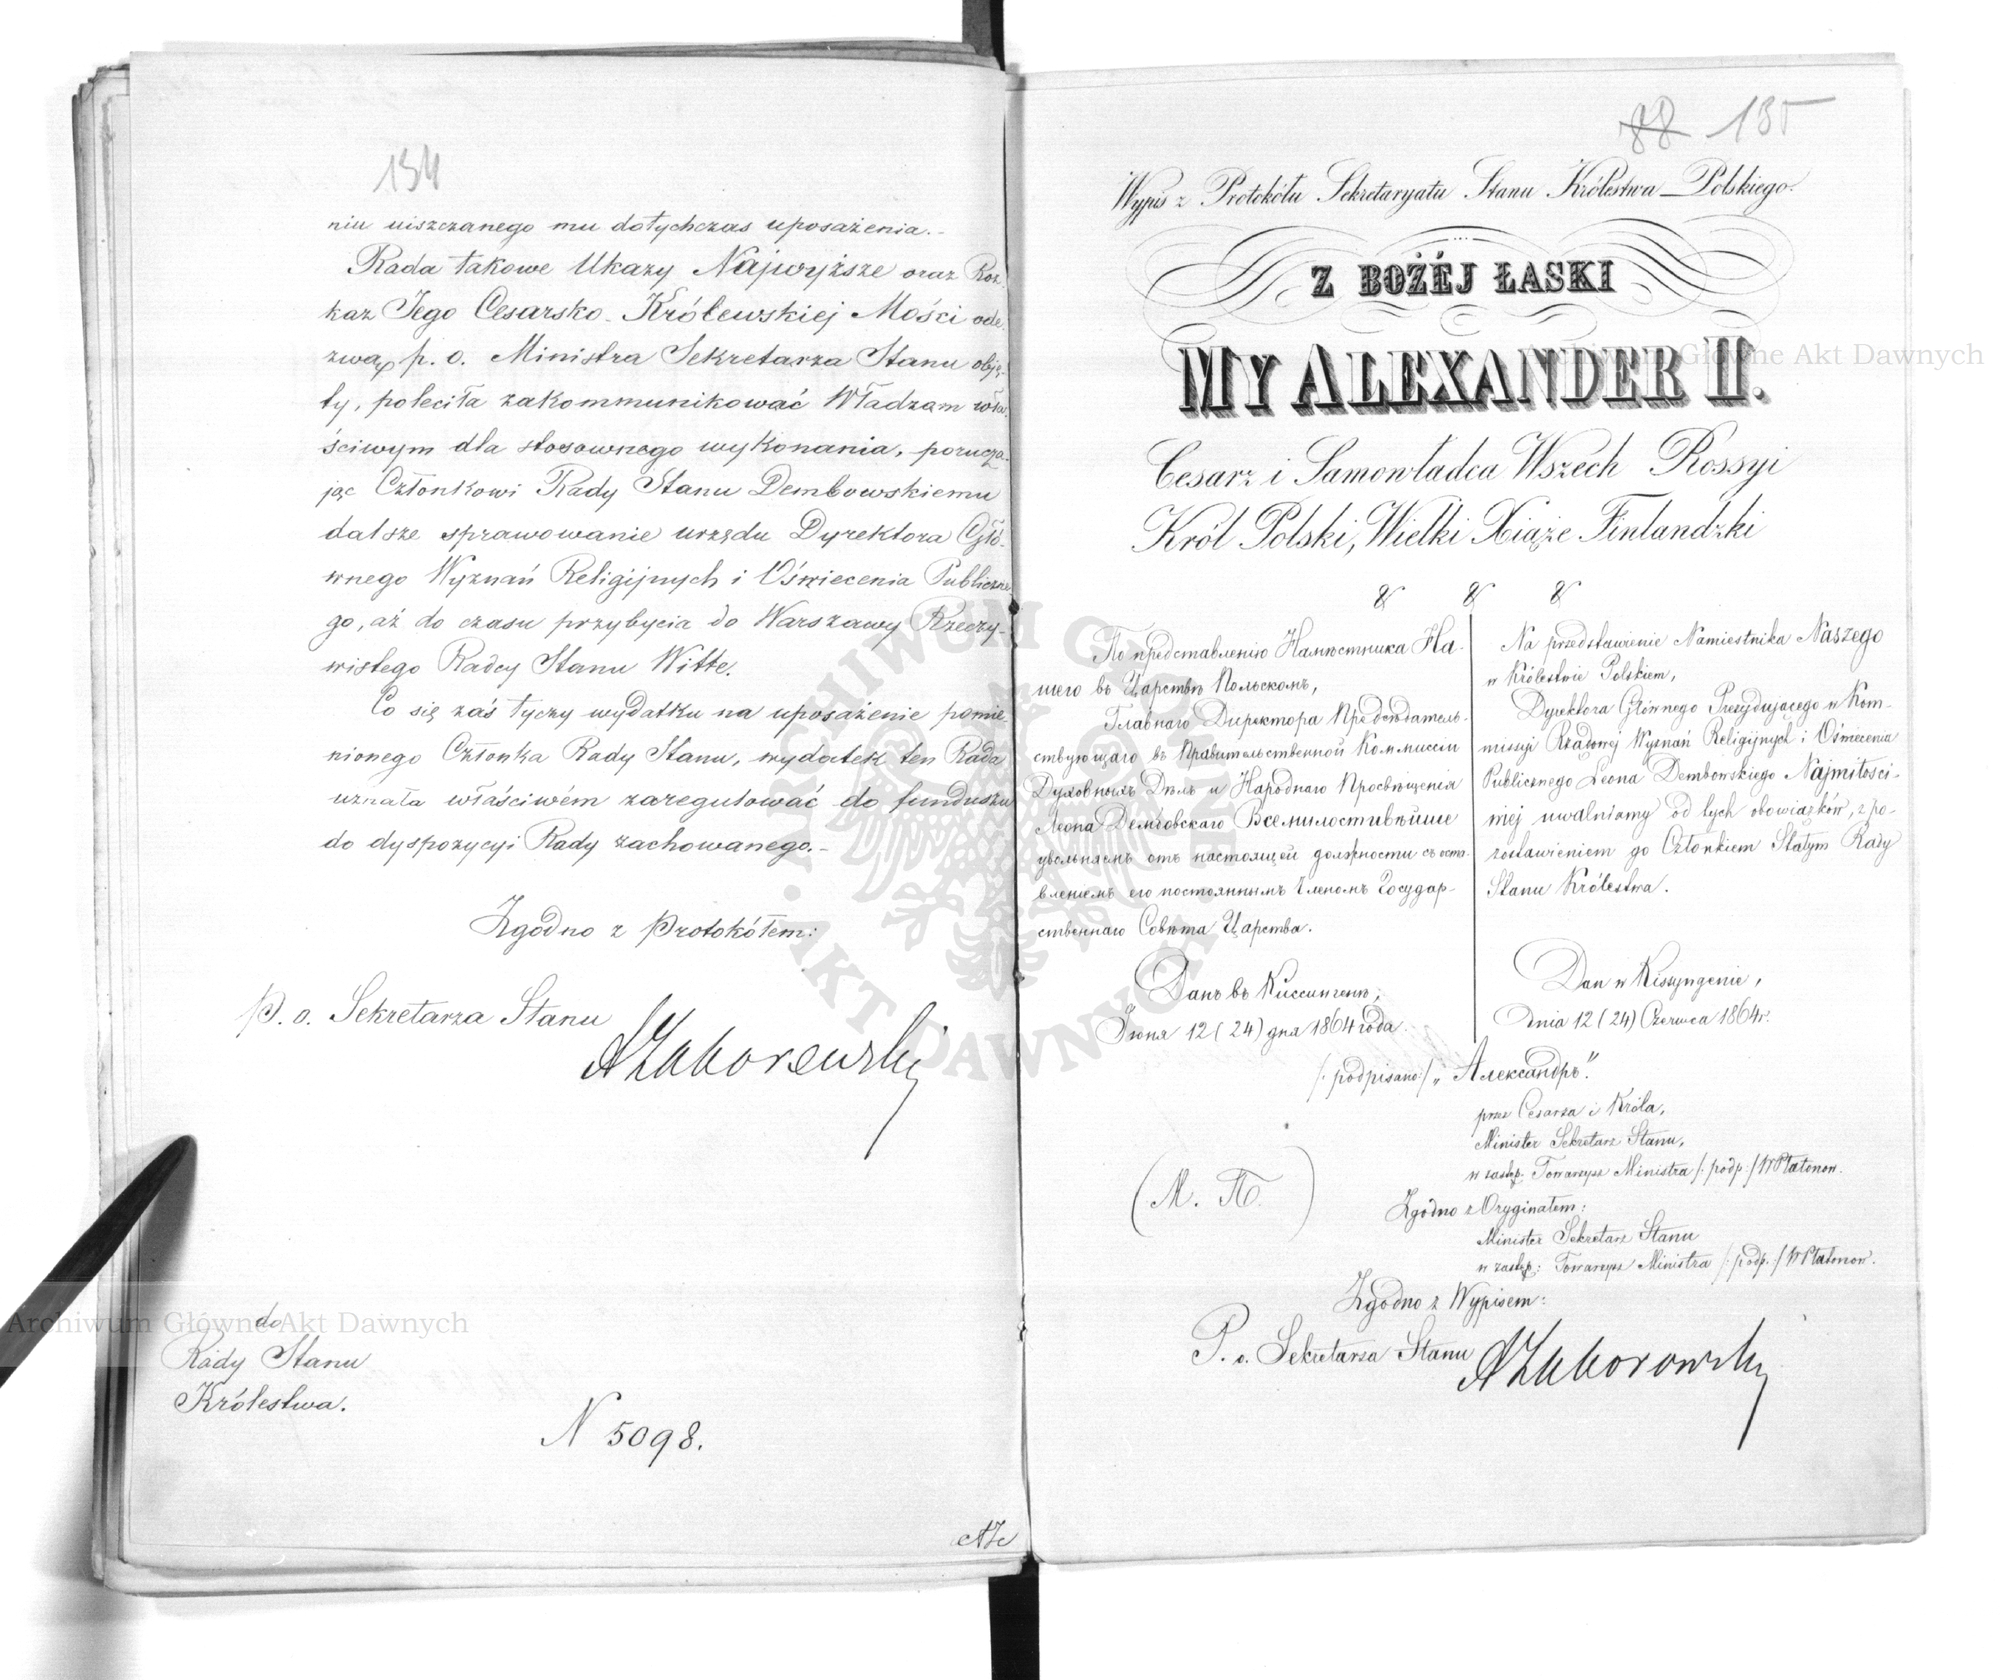 134
niu uiszczanego mu dotychczas uposażenia.-
Rada takowe Ukazy Najwyższe oraz Roz-
kaz Jego Cesarsko-Królewskiej Mości ode-
zwą p. o. Ministra Sekretarza Stanu obję-
ty, poleciła zakommunikować Władzom wła-
ściwym dla stosownego wykonania, porucza-
jąc Członkowi Rady Stanu Dembowskiemu
dalsze sprawowanie urzędu Dyrektora Głó-
wnego Wyznań Religijnych i Oświecenia Publiczne-
go, aż do czasu przybycia do Warszawy Rzeczy-
wistego Radcy Stanu Witte.
Co się zaś tyczy wydatku na uposażenie pomie-
nionego Członka Rady Stanu, wydatek ten Rada
uznała właściwém zaregulować do funduszu
do dyspozycyi Rady zachowanego.-
Zgodno z Protokółem:
P. o. Sekretarza Stanu
AZaborowski
do
Rady Stanu
Królestwa.
N 5098.
88 135
Wypis z Protokółu Sekretaryatu Stanu Królestwa Polskiego.
Z BOŻÉJ ŁASKI
MY ALEXANDER II.
Cesarz i Samowładca Wszech Rossyi
Król Polski, Wielki Xiąże Finlandzki
& & &
По представленію Намѣстника На-
шего въ Царствѣ Польскомъ,
Главнаго Директора Предсѣдатель-
ствующаго въ Правительственной Коммиссіи
Духовныхъ Дѣлъ и Народнаго Просвѣщенія
Леона Дембовскаго Всемилостивѣйше
увольняемъ отъ настоящей должности съ оста-
вленіемъ его постояннымъ Членомъ Государ-
ственнаго Совѣта Царства.
Данъ въ Киссингенѣ,
Іюня 12 (24) дня 1864 года.
Na przedstawienie Namiestnika Naszego
w Królestwie Polskiem,
Dyrektora Głównego Prezydującego w Kom-
missyi Rządowej Wyznań Religijnych i Oświecenia
Publicznego Leona Dembowskiego Najmiłości-
wiej uwalniamy od tych obowiązków, z po-
zostawieniem go Członkiem Stałym Rady
Stanu Królestwa.
Dan w Kissyngenie,
Dnia 12 (24) Czerwca 1864 r.
/: podpisano :/ „Александръ".
przez Cesarza i Króla,
Minister Sekretarz Stanu,
w zastęp. Towarzysz Ministra /: podp :/ W Płatonow.
(М. П.)
Zgodno z Oryginałem:
Minister Sekretarz Stanu
w zastęp: Towarzysz Ministra /: podp. :/ W Płatonow.
Zgodno z Wypisem:
P. o. Sekretarza Stanu AZaborowski
Archiwum Główne Akt Dawnych
Archiwum Główne Akt Dawnych
ARCHIWUM GŁÓWNE AKT DAWNYCH